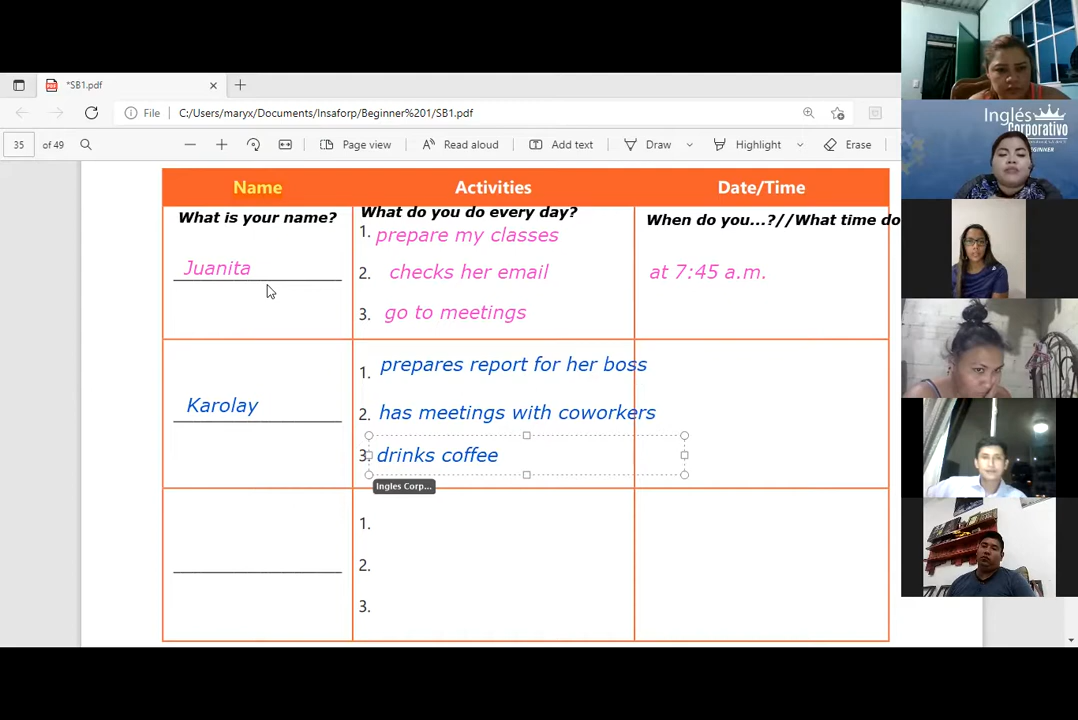 *SB1.pdf
File C:/Users/maryx/Documents/Insaforp/Beginner%201/SB1.pdf
35 of 49 Page view Read aloud Add text Draw Highlight Erase
Name Activities Date/Time
What is your name? What do you do every day? When do you...?//What time do
1. prepare my classes
Juanita 2. checks her email at 7:45 a.m.
3. go to meetings
1. prepares report for her boss
Karolay 2. has meetings with coworkers
3. drinks coffee
Ingles Corp...
1.
2.
3.
Inglés
Corporativo